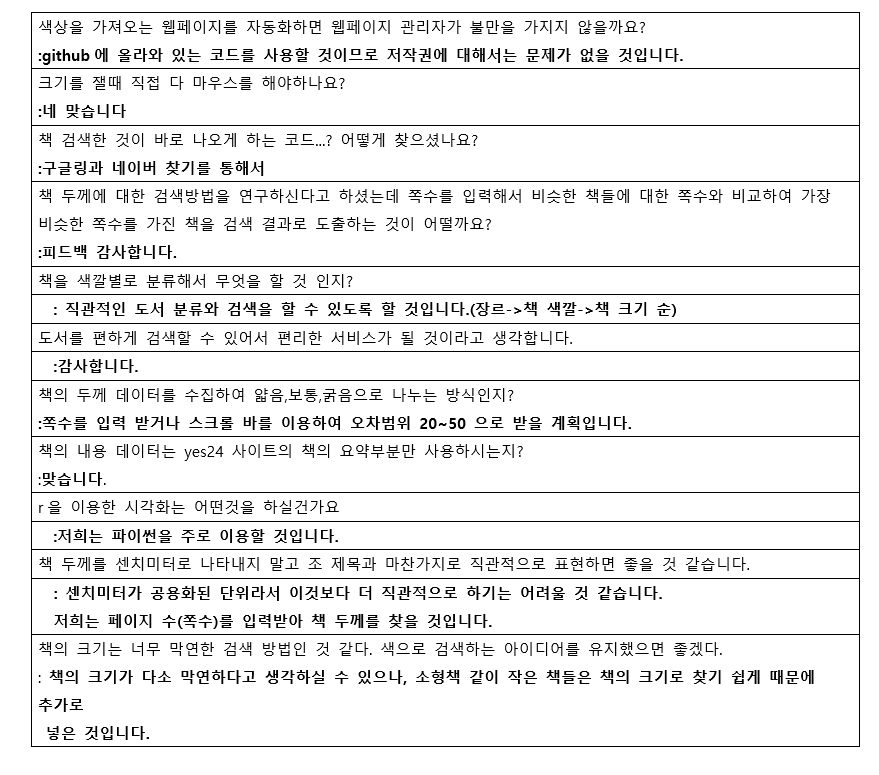 색상을 가져오는 웹페이지를 자동화하면 웹페이지 관리자가 불만을 가지지 않을까요?
:github에 올라와 있는 코드를 사용할 것이므로 저작권에 대해서는 문제가 없을 것입니다.
크기를 잴때 직접 다 마우스를 해야하나요?
:네 맞습니다
책 검색한 것이 바로 나오게 하는 코드...? 어떻게 찾으셨나요?
:구글링과 네이버 찾기를 통해서
책 두께에 대한 검색방법을 연구하신다고 하셨는데 쪽수를 입력해서 비슷한 책들에 대한 쪽수와 비교하여 가장
비슷한 쪽수를 가진 책을 검색 결과로 도출하는 것이 어떨까요?
:피드백 감사합니다.
책을 색깔별로 분류해서 무엇을 할 것 인지?
: 직관적인 도서 분류와 검색을 할 수 있도록 할 것입니다.(장르->책 색깔->책 크기 순)
도서를 편하게 검색할 수 있어서 편리한 서비스가 될 것이라고 생각합니다.
:감사합니다.
책의 두께 데이터를 수집하여 얇음,보통,굵음으로 나누는 방식인지?
:쪽수를 입력 받거나 스크롤 바를 이용하여 오차범위 20~50 으로 받을 계획입니다.
책의 내용 데이터는 yes24 사이트의 책의 요약부분만 사용하시는지?
:맞습니다.
r을 이용한 시각화는 어떤것을 하실건가요
:저희는 파이썬을 주로 이용할 것입니다.
책 두께를 센치미터로 나타내지 말고 조 제목과 마찬가지로 직관적으로 표현하면 좋을 것 같습니다.
: 센치미터가 공용화된 단위라서 이것보다 더 직관적으로 하기는 어려울 것 같습니다.
저희는 페이지 수(쪽수)를 입력받아 책 두께를 찾을 것입니다.
책의 크기는 너무 막연한 검색 방법인 것 같다. 색으로 검색하는 아이디어를 유지했으면 좋겠다.
: 책의 크기가 다소 막연하다고 생각하실 수 있으나, 소형책 같이 작은 책들은 책의 크기로 찾기 쉽게 때문에
추가로
넣은 것입니다.